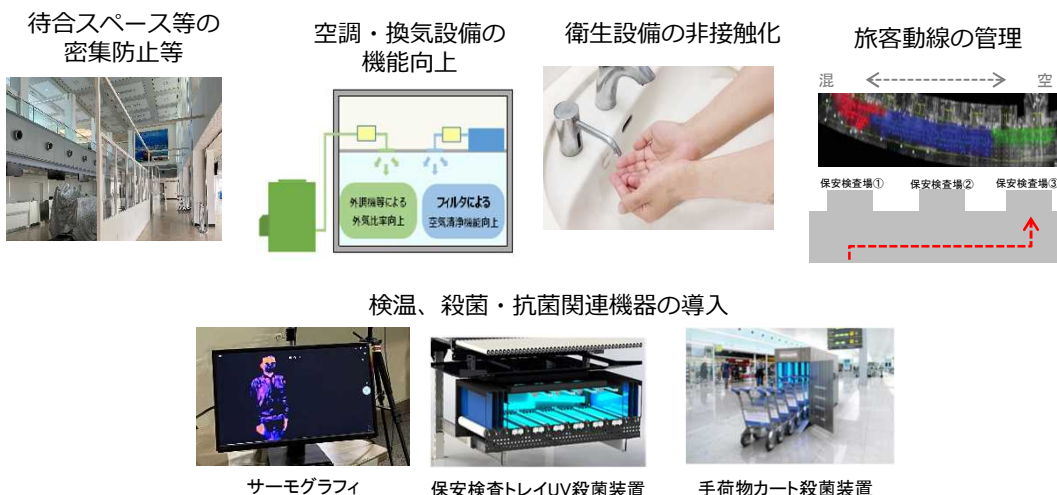 待合スペース等の
密集防止等
空調・換気設備の
機能向上
衛生設備の非接触化
旅客動線の管理
混
空
外調機等による
外気比率向上
フィルタによる
空気清浄機能向上
保安検査場①
保安検査場②
保安検査場③
検温、殺菌・抗菌関連機器の導入
サーモグラフィ
保安検査トレイUV殺菌装置
手荷物カート殺菌装置